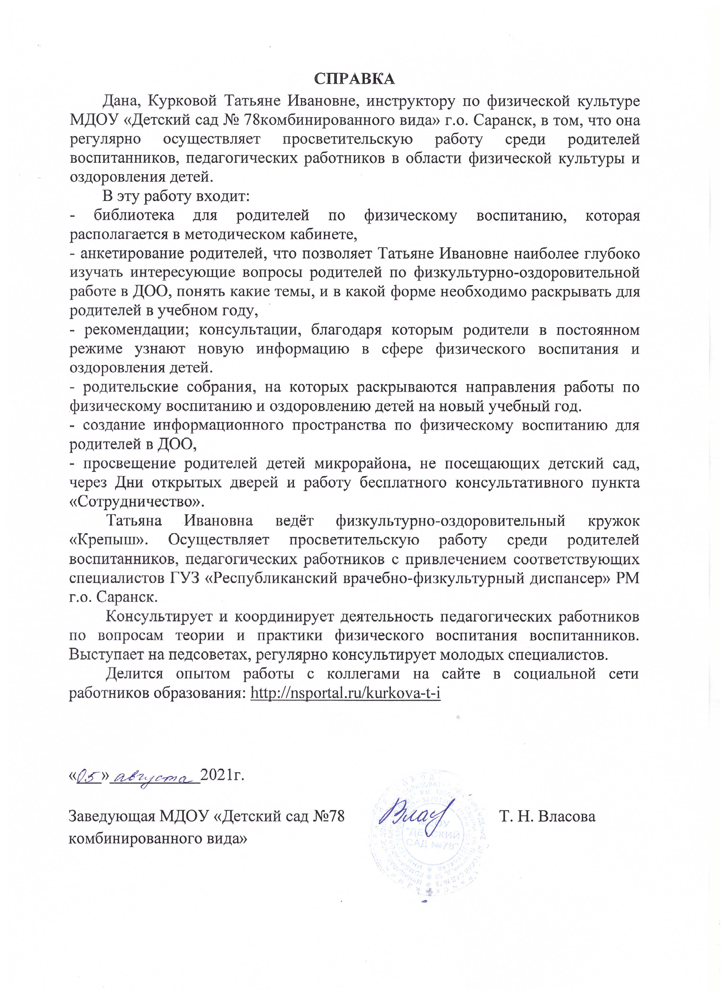 СПРАВКА
Дана, Курковой Татьяне Ивановне, инструктору по физической культуре
МДОУ «Детский сад № 78комбинированного вида» г.о. Саранск, в том, что она
регулярно осуществляет просветительскую работу среди родителей
воспитанников, педагогических работников в области физической культуры и
оздоровления детей.
В эту работу входит:
- библиотека для родителей по физическому воспитанию, которая
располагается в методическом кабинете,
- анкетирование родителей, что позволяет Татьяне Ивановне наиболее глубоко
изучать интересующие вопросы родителей по физкультурно-оздоровительной
работе в ДОО, понять какие темы, и в какой форме необходимо раскрывать для
родителей в учебном году,
- рекомендации; консультации, благодаря которым родители в постоянном
режиме узнают новую информацию в сфере физического воспитания и
оздоровления детей.
- родительские собрания, на которых раскрываются направления работы по
физическому воспитанию и оздоровлению детей на новый учебный год.
- создание информационного пространства по физическому воспитанию для
родителей в ДОО,
- просвещение родителей детей микрорайона, не посещающих детский сад,
через Дни открытых дверей и работу бесплатного консультативного пункта
«Сотрудничество».
Татьяна Ивановна ведёт физкультурно-оздоровительный кружок
«Крепыш». Осуществляет просветительскую работу среди родителей
воспитанников, педагогических работников с привлечением соответствующих
специалистов ГУЗ «Республиканский врачебно-физкультурный диспансер» РМ
г.о. Саранск.
Консультирует и координирует деятельность педагогических работников
по вопросам теории и практики физического воспитания воспитанников.
Выступает на педсоветах, регулярно консультирует молодых специалистов.
Делится опытом работы с коллегами на сайте в социальной сети
работников образования: http://nsportal.ru/kurkova-t-i
«05» августа 2021г.
Заведующая МДОУ «Детский сад №78 Влас Т. Н. Власова
комбинированного вида»
МДОУ
"ДЕТСКИЙ
САД №78"